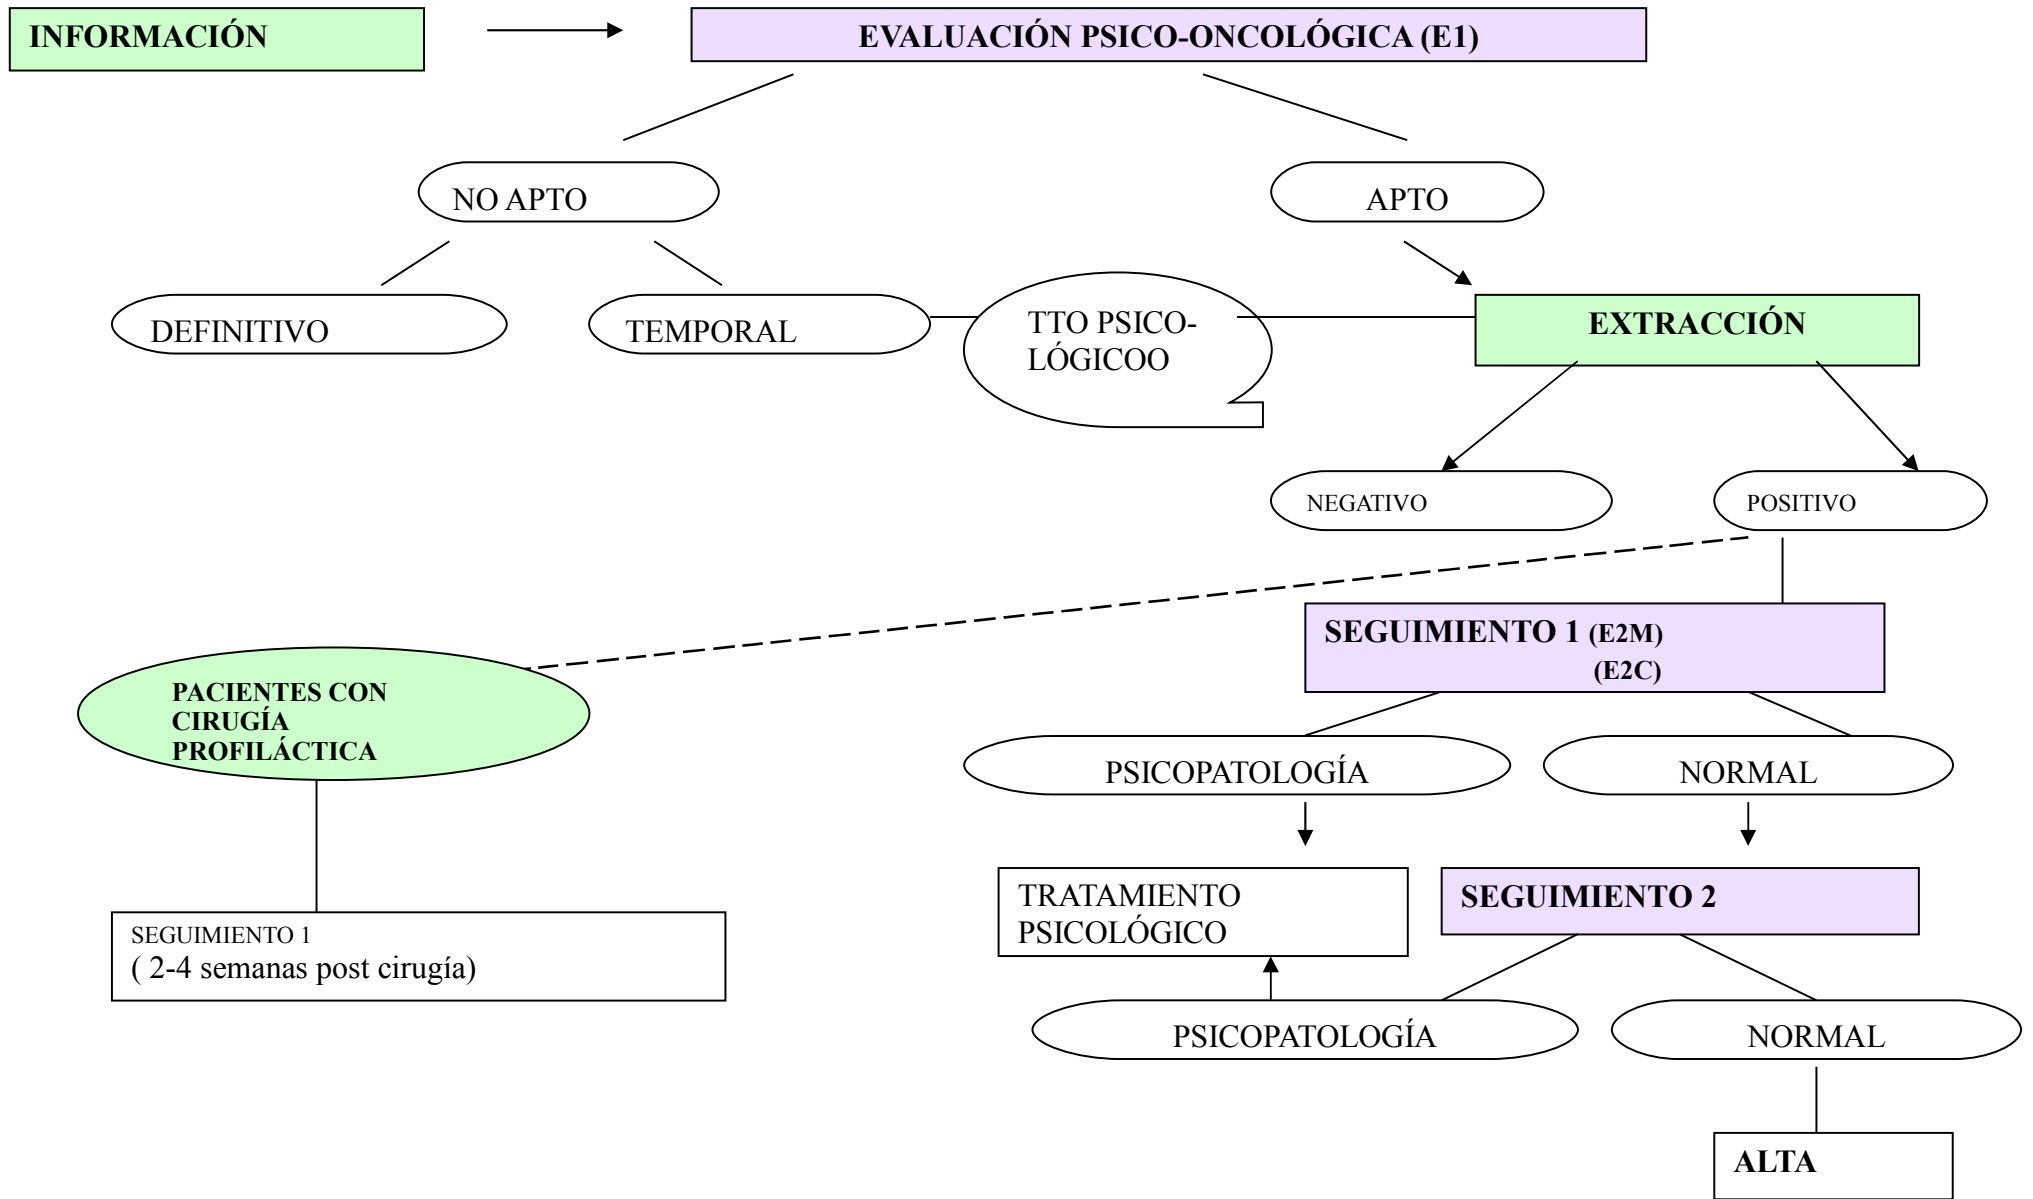 INFORMACIÓN
EVALUACIÓN PSICO-ONCOLÓGICA (E1)
NO APTO
APTO
DEFINITIVO
TEMPORAL
TTO PSICO-
LÓGICOO
EXTRACCIÓN
NEGATIVO
POSITIVO
SEGUIMIENTO 1 (E2M)
(E2C)
PACIENTES CON
CIRUGÍA
PROFILÁCTICA
PSICOPATOLOGÍA
NORMAL
TRATAMIENTO
PSICOLÓGICO
SEGUIMIENTO 2
SEGUIMIENTO 1
( 2-4 semanas post cirugía)
PSICOPATOLOGÍA
NORMAL
ALTA